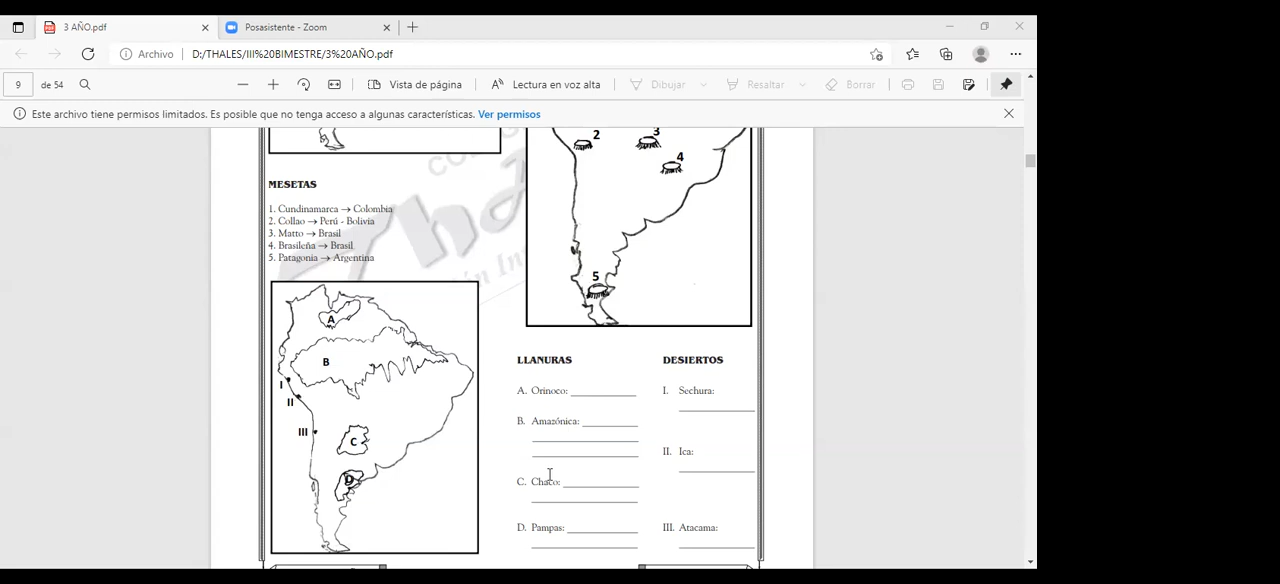 3 AÑO.pdf
Posasistente - Zoom
Archivo
D:/THALES/III%20BIMESTRE/3%20AÑO.pdf
9 de 54
Vista de página
Lectura en voz alta
Dibujar
Resaltar
Borrar
Este archivo tiene permisos limitados. Es posible que no tenga acceso a algunas características. Ver permisos
2
3
4
5
MESETAS
1. Cundinamarca → Colombia
2. Collao → Perú - Bolivia
3. Matto → Brasil
4. Brasileña → Brasil
5. Patagonia → Argentina
A
B
I
II
III
C
D
LLANURAS
A. Orinoco:
B. Amazónica:
C. Chaco:
D. Pampas:
DESIERTOS
I. Sechura:
II. Ica:
III. Atacama: